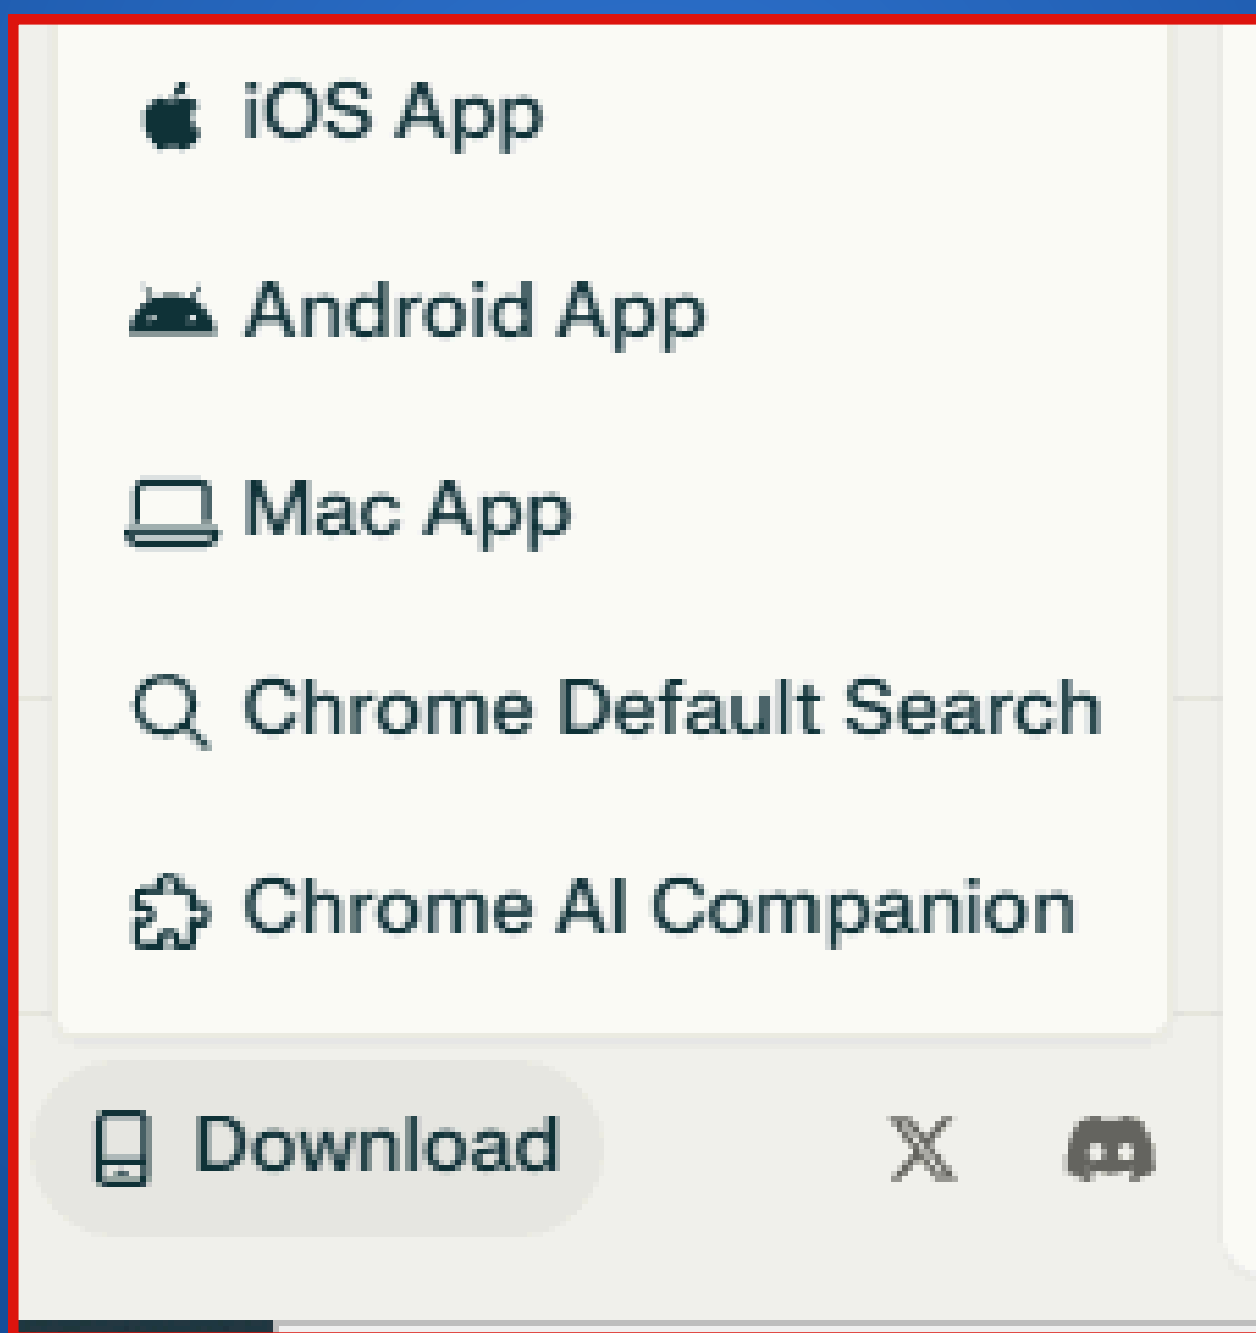 iOS App
Android App
Mac App
Chrome Default Search
Chrome AI Companion
Download